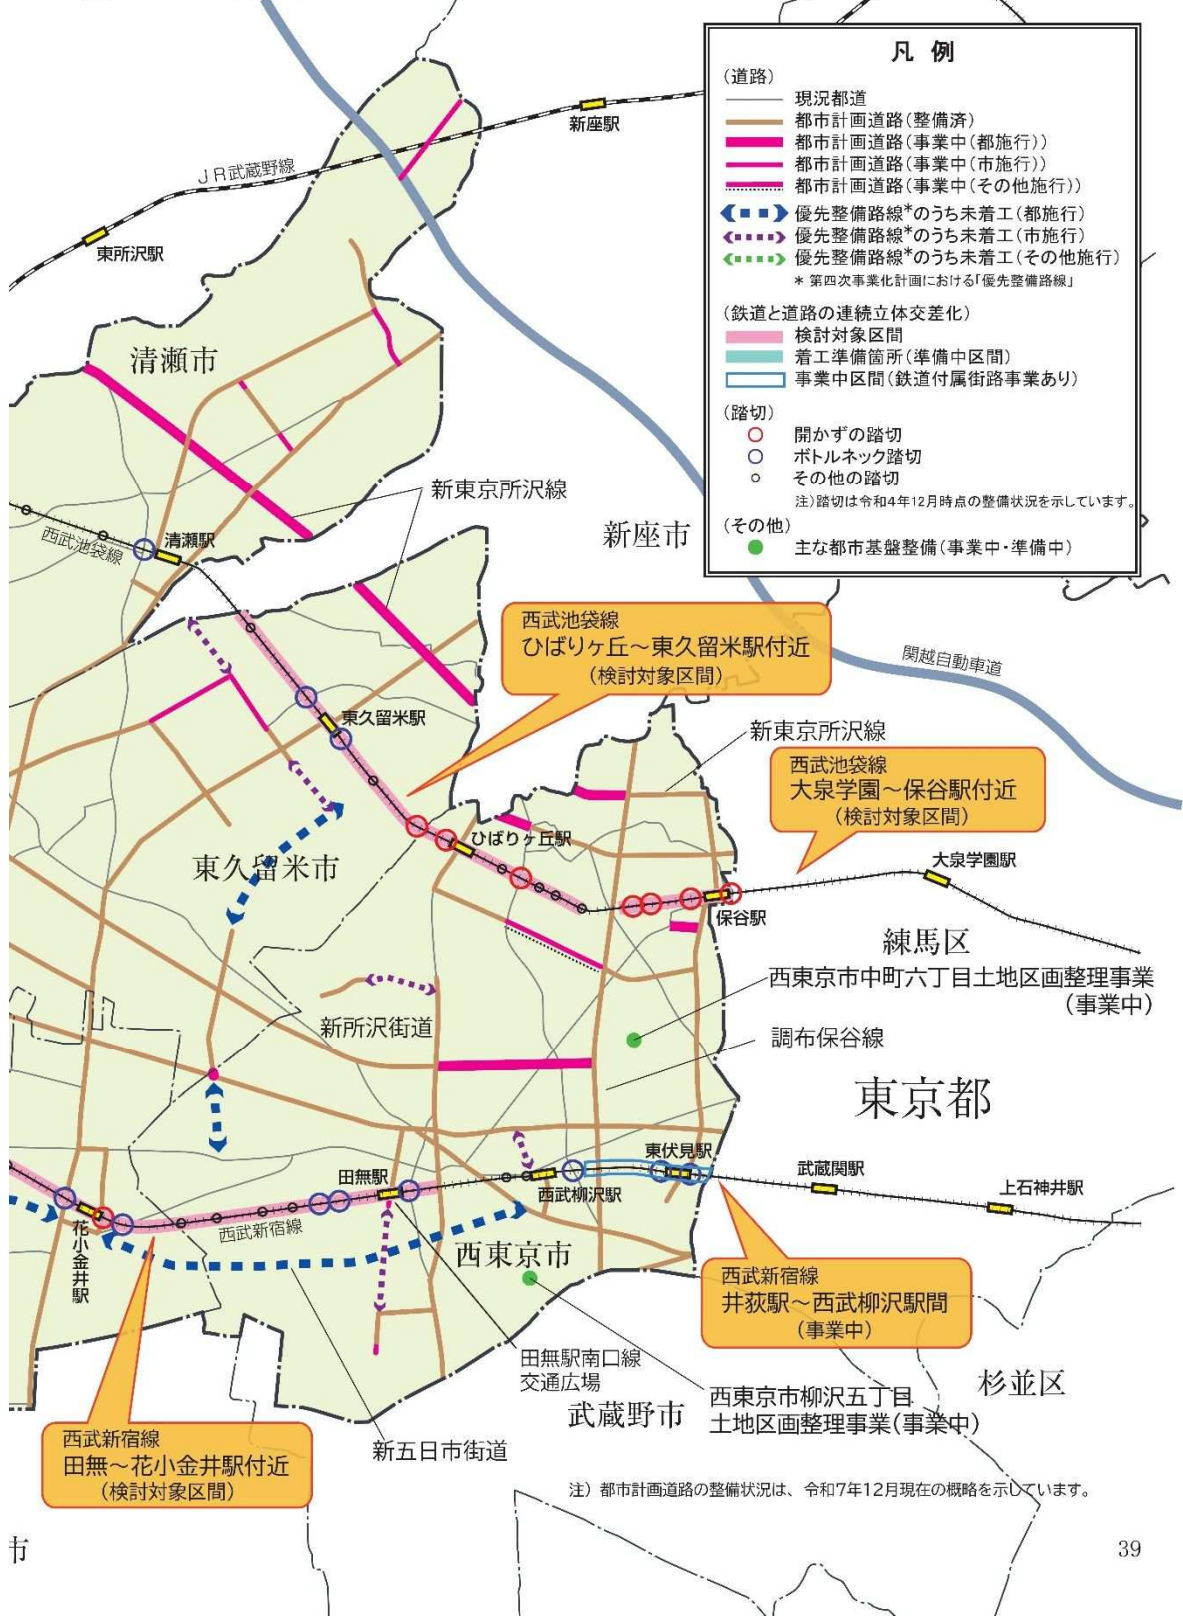 凡 例
(道路)
現況都道
都市計画道路(整備済)
都市計画道路(事業中(都施行))
都市計画道路(事業中(市施行))
都市計画道路(事業中(その他施行))
優先整備路線*のうち未着工(都施行)
優先整備路線*のうち未着工(市施行)
優先整備路線*のうち未着工(その他施行)
* 第四次事業化計画における「優先整備路線」
(鉄道と道路の連続立体交差化)
検討対象区間
着工準備箇所(準備中区間)
事業中区間(鉄道付属街路事業あり)
(踏切)
開かずの踏切
ボトルネック踏切
その他の踏切
注)踏切は令和4年12月時点の整備状況を示しています。
(その他)
主な都市基盤整備(事業中・準備中)
新座駅
JR武蔵野線
東所沢駅
清瀬市
新東京所沢線
新座市
西武池袋線
清瀬駅
西武池袋線
ひばりヶ丘～東久留米駅付近
(検討対象区間)
関越自動車道
東久留米駅
新東京所沢線
西武池袋線
大泉学園～保谷駅付近
(検討対象区間)
ひばりヶ丘駅
東久留米市
大泉学園駅
保谷駅
練馬区
西東京市中町六丁目土地区画整理事業
(事業中)
新所沢街道
調布保谷線
東京都
東伏見駅
田無駅
武蔵関駅
西武柳沢駅
上石神井駅
花小金井駅
西武新宿線
西東京市
西武新宿線
井荻駅～西武柳沢駅間
(事業中)
田無駅南口線
交通広場
杉並区
武蔵野市
西東京市柳沢五丁目
土地区画整理事業(事業中)
西武新宿線
田無～花小金井駅付近
(検討対象区間)
新五日市街道
注) 都市計画道路の整備状況は、令和7年12月現在の概略を示しています。
市
39